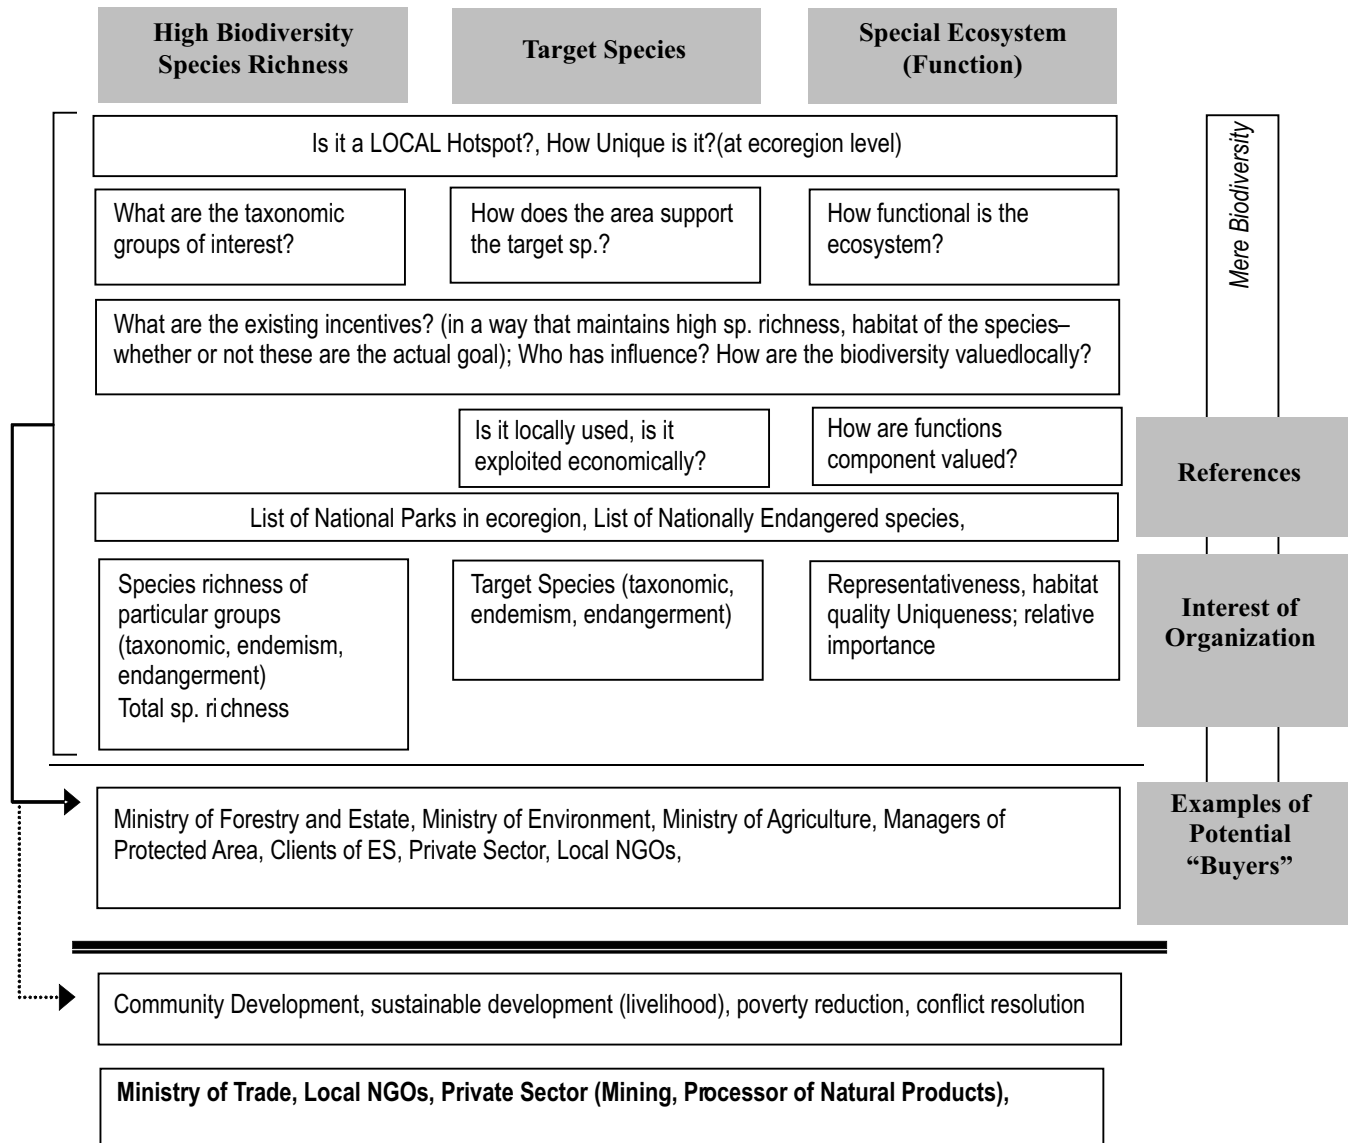 High Biodiversity
Species Richness
Target Species
Special Ecosystem
(Function)
Is it a LOCAL Hotspot?, How Unique is it?(at ecoregion level)
Mere Biodiversity
What are the taxonomic
groups of interest?
How does the area support
the target sp.?
How functional is the
ecosystem?
What are the existing incentives? (in a way that maintains high sp. richness, habitat of the species–
whether or not these are the actual goal); Who has influence? How are the biodiversity valuedlocally?
Is it locally used, is it
exploited economically?
How are functions
component valued?
References
List of National Parks in ecoregion, List of Nationally Endangered species,
Species richness of
particular groups
(taxonomic, endemism,
endangerment)
Total sp. richness
Target Species (taxonomic,
endemism, endangerment)
Representativeness, habitat
quality Uniqueness; relative
importance
Interest of
Organization
Ministry of Forestry and Estate, Ministry of Environment, Ministry of Agriculture, Managers of
Protected Area, Clients of ES, Private Sector, Local NGOs,
Examples of
Potential
“Buyers”
Community Development, sustainable development (livelihood), poverty reduction, conflict resolution
Ministry of Trade, Local NGOs, Private Sector (Mining, Processor of Natural Products),